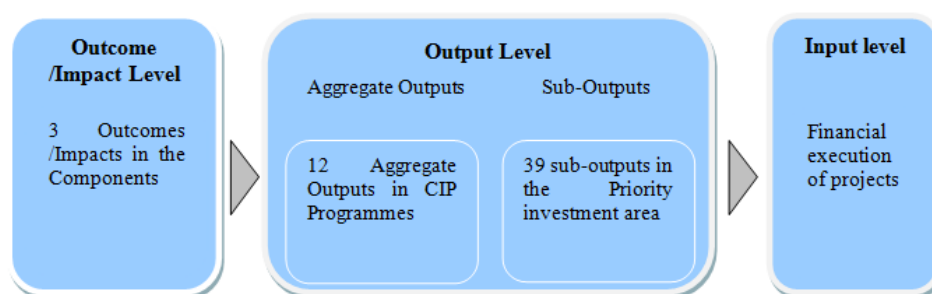 Outcome
/Impact Level
3 Outcomes
/Impacts in the
Components
Output Level
Aggregate Outputs
12 Aggregate
Outputs in CIP
Programmes
Sub-Outputs
39 sub-outputs in
the Priority
investment area
Input level
Financial
execution
of projects